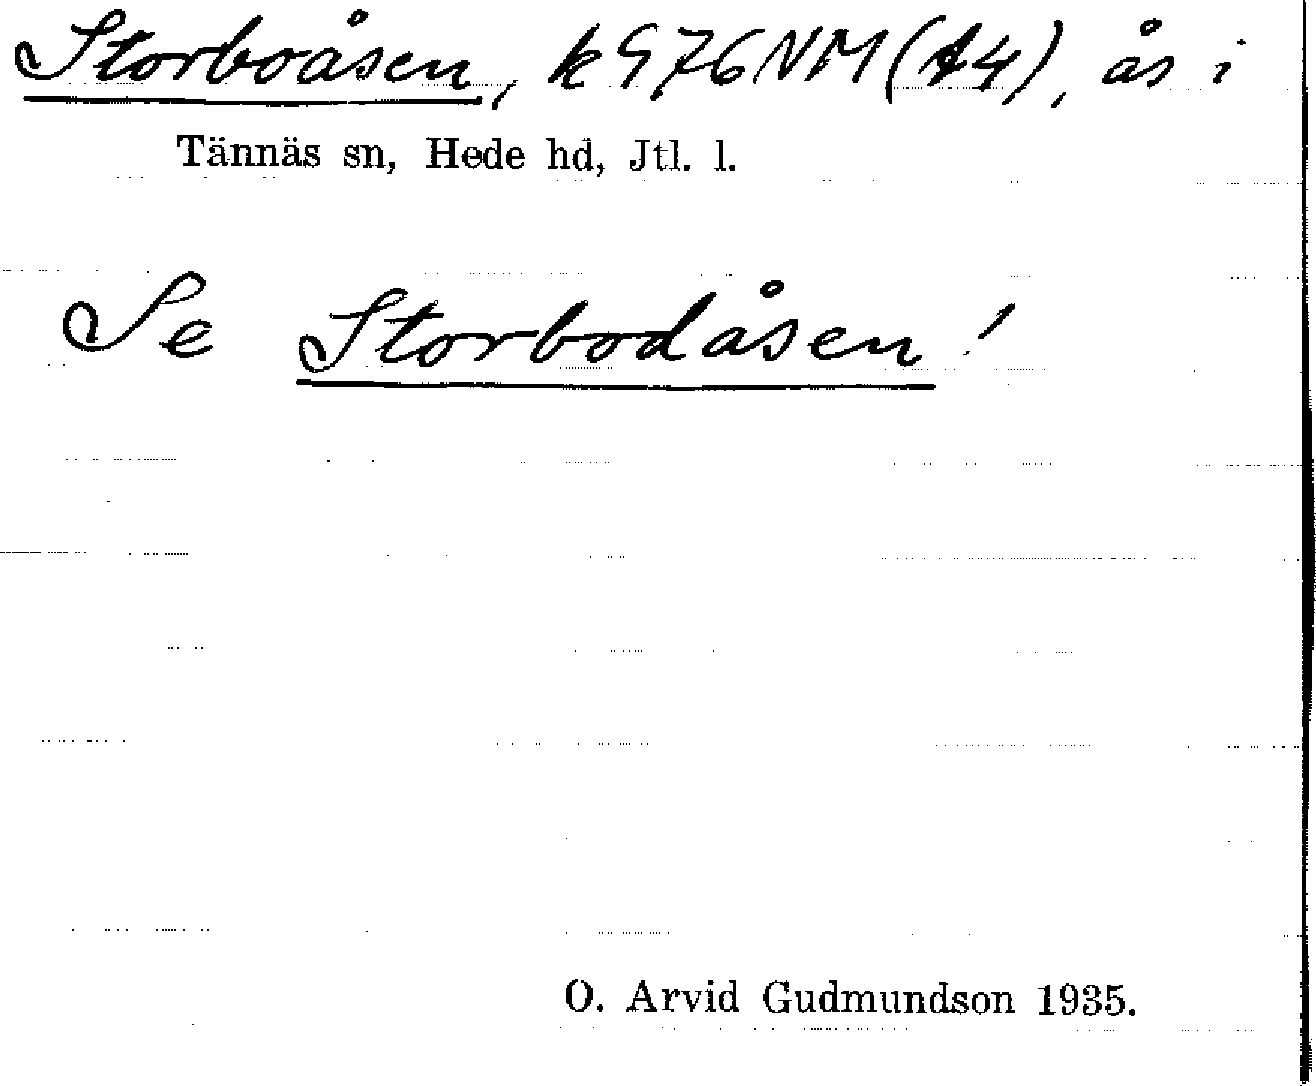 Storboåsen, k976NM(A4), ås i
Tännäs sn, Hede hd, Jtl. l.
Se Storbodåsen!
O. Arvid Gudmundson 1935.